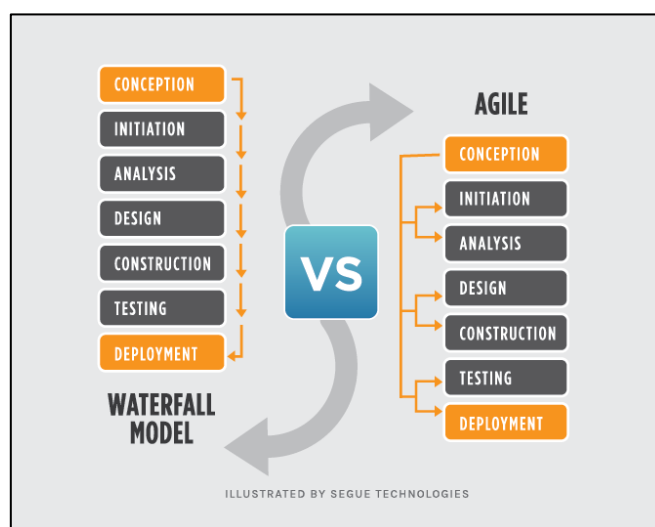 CONCEPTION
INITIATION
ANALYSIS
DESIGN
CONSTRUCTION
TESTING
DEPLOYMENT
WATERFALL
MODEL
VS
AGILE
CONCEPTION
INITIATION
ANALYSIS
DESIGN
CONSTRUCTION
TESTING
DEPLOYMENT
ILLUSTRATED BY SEGUE TECHNOLOGIES